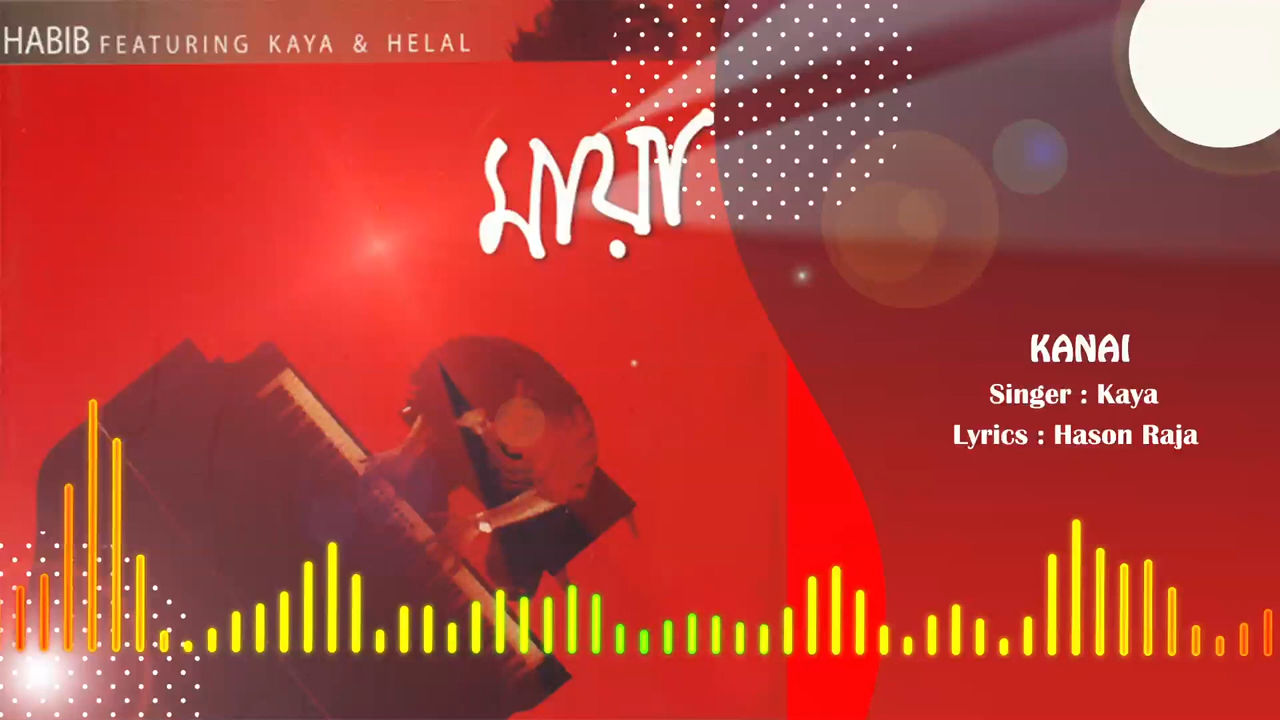 HABIB FEATURING KAYA & HELAL
মায়া
KANAI
Singer : Kaya
Lyrics : Hason Raja